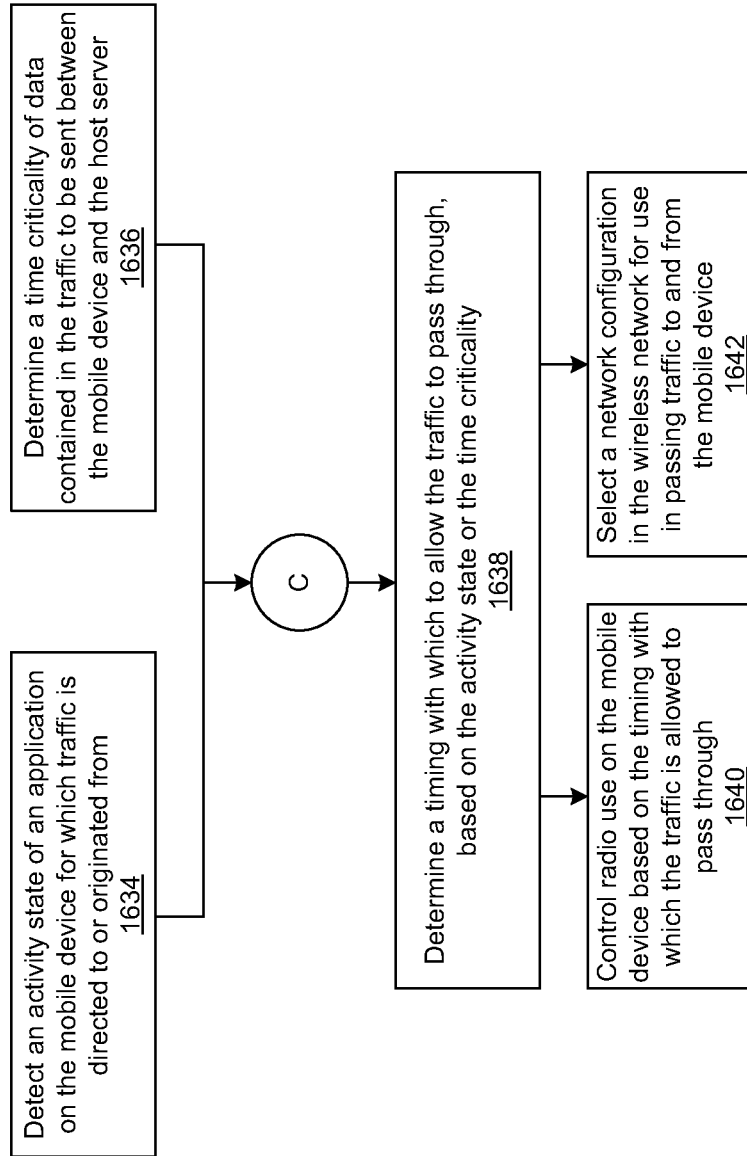 Detect an activity state of an application
on the mobile device for which traffic is
directed to or originated from
1634
Determine a time criticality of data
contained in the traffic to be sent between
the mobile device and the host server
1636
C
Determine a timing with which to allow the traffic to pass through,
based on the activity state or the time criticality
1638
Control radio use on the mobile
device based on the timing with
which the traffic is allowed to
pass through
1640
Select a network configuration
in the wireless network for use
in passing traffic to and from
the mobile device
1642